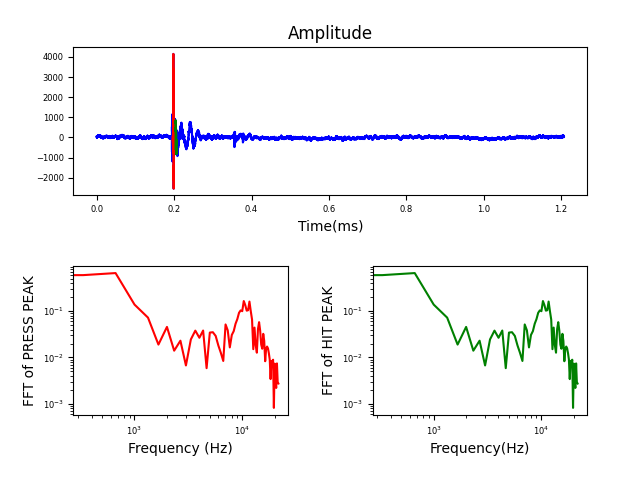 Amplitude
4000
3000
2000
1000
0
−1000
−2000
0.0 0.2 0.4 0.6 0.8 1.0 1.2
Time(ms)
FFT of PRESS PEAK
10⁻¹
10⁻²
10⁻³
10³ 10⁴
Frequency (Hz)
FFT of HIT PEAK
10⁻¹
10⁻²
10⁻³
10³ 10⁴
Frequency(Hz)